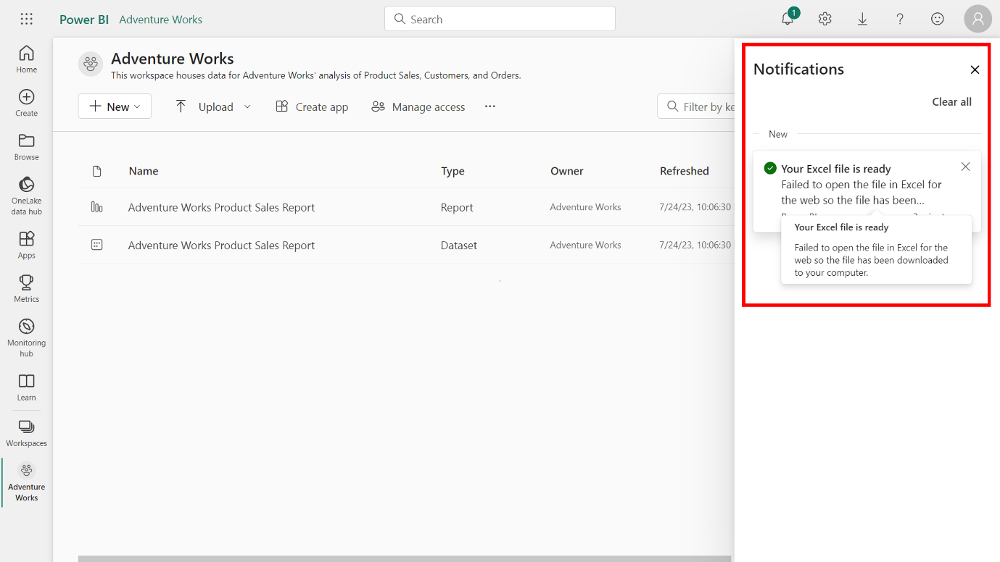 Power BI Adventure Works
Search
1
Home
Create
Browse
OneLake
data hub
Apps
Metrics
Monitoring
hub
Learn
Workspaces
Adventure
Works
Adventure Works
This workspace houses data for Adventure Works' analysis of Product Sales, Customers, and Orders.
New Upload Create app Manage access ... Filter by ke
Name Type Owner Refreshed
Adventure Works Product Sales Report Report Adventure Works 7/24/23, 10:06:30
Adventure Works Product Sales Report Dataset Adventure Works 7/24/23, 10:06:30
Notifications
Clear all
New
Your Excel file is ready
Failed to open the file in Excel for
the web so the file has been...
Your Excel file is ready
Failed to open the file in Excel for the
web so the file has been downloaded
to your computer.